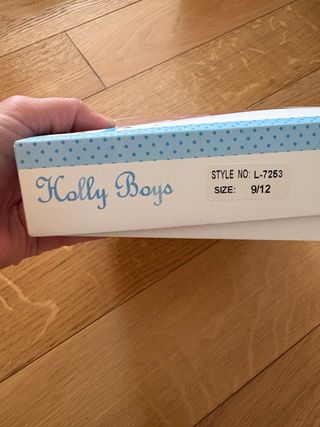 Holly Boys
STYLE NO: L-7253
SIZE: 9/12